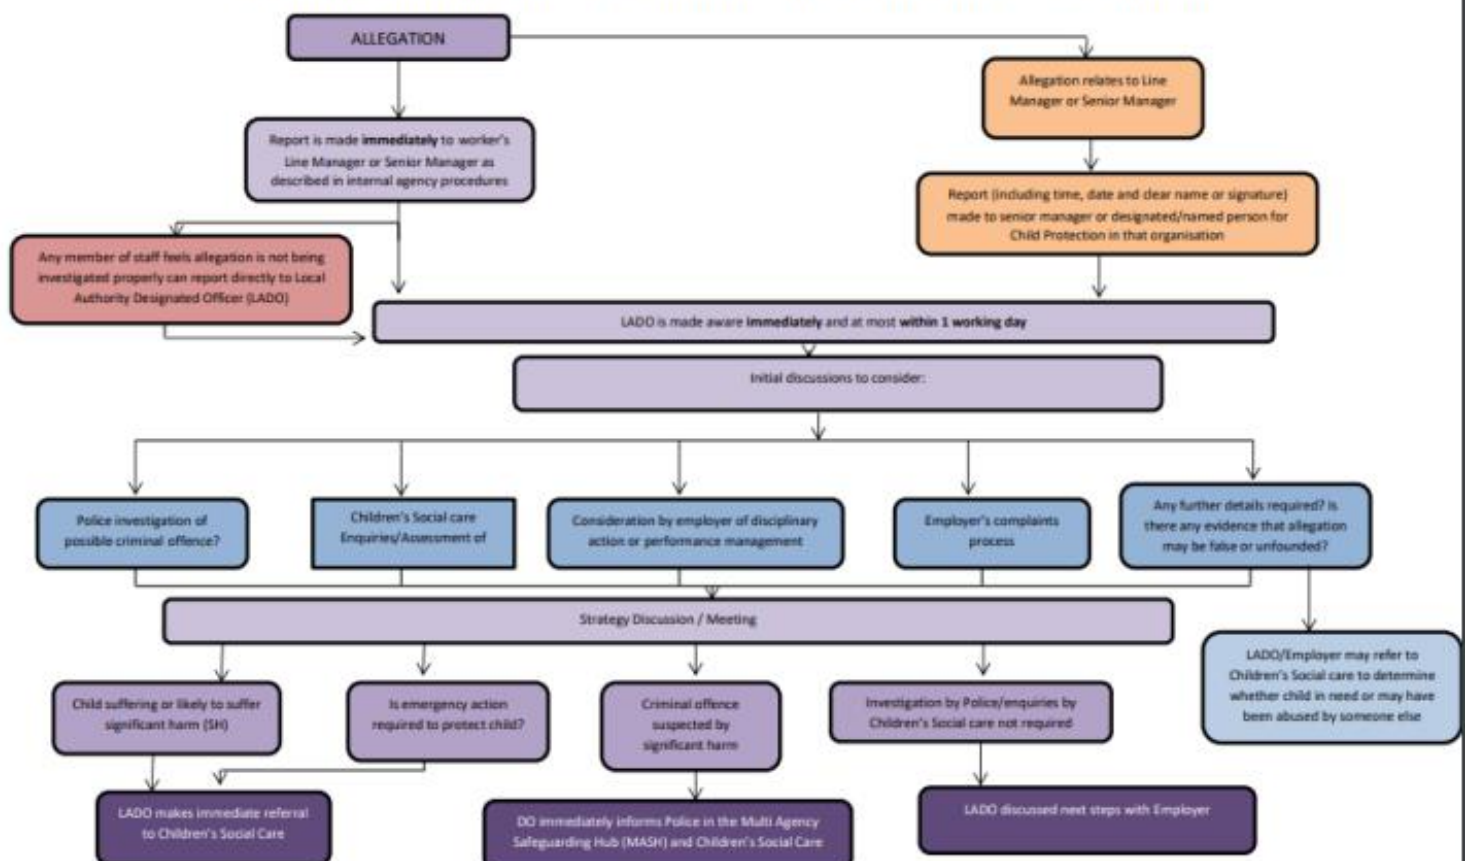 ALLEGATION
Allegation relates to Line
Manager or Senior Manager
Report is made immediately to worker's
Line Manager or Senior Manager as
described in internal agency procedures
Report (including time, date and clear name or signature)
made to senior manager or designated/named person for
Child Protection in that organisation
Any member of staff feels allegation is not being
investigated properly can report directly to Local
Authority Designated Officer (LADO)
LADO is made aware immediately and at most within 1 working day
Initial discussions to consider:
Police investigation of
possible criminal offence?
Children's Social care
Enquiries/Assessment of
Consideration by employer of disciplinary
action or performance management
Employer's complaints
process
Any further details required? Is
there any evidence that allegation
may be false or unfounded?
Strategy Discussion / Meeting
LADO/Employer may refer to
Children's Social care to determine
whether child in need or may have
been abused by someone else
Child suffering or likely to suffer
significant harm (SH)
Is emergency action
required to protect child?
Criminal offence
suspected by
significant harm
Investigation by Police/enquiries by
Children's Social care not required
LADO makes immediate referral
to Children's Social Care
DO immediately informs Police in the Multi Agency
Safeguarding Hub (MASH) and Children's Social Care
LADO discussed next steps with Employer